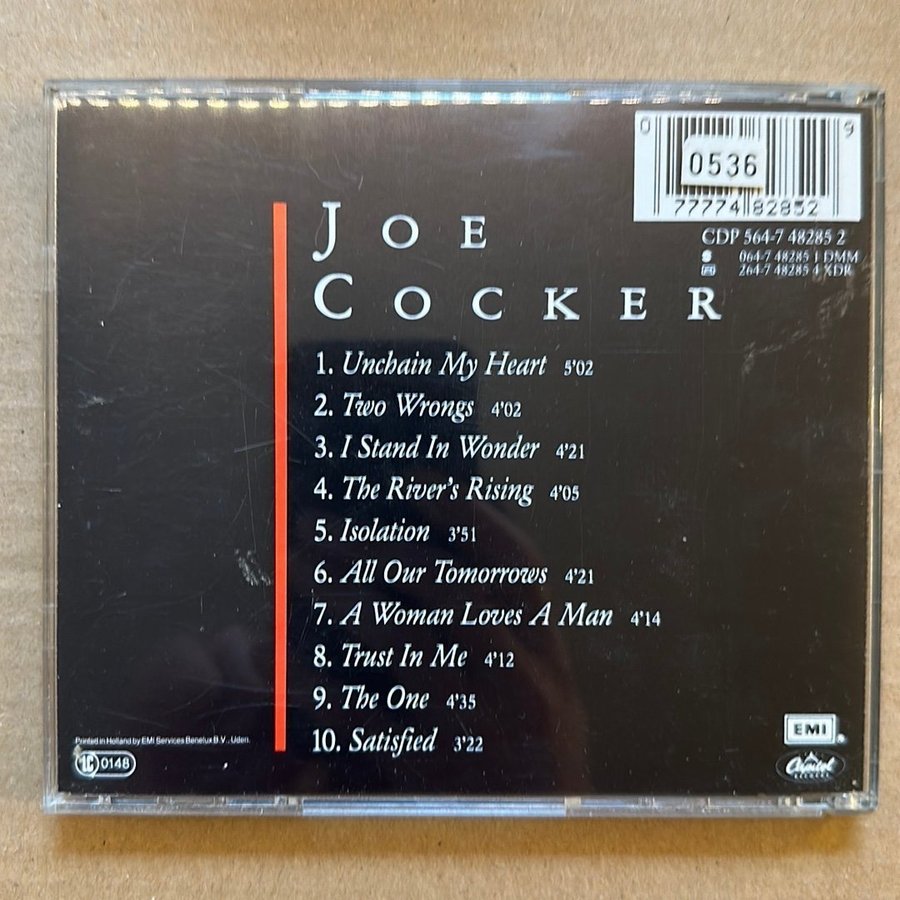 0 9
0536
77774 82852
CDP 564-7 48285 2
064-7 48285 1 DMM
264-7 48285 4 XDR
JOE
COCKER
1. Unchain My Heart 5'02
2. Two Wrongs 4'02
3. I Stand In Wonder 4'21
4. The River's Rising 4'05
5. Isolation 3'51
6. All Our Tomorrows 4'21
7. A Woman Loves A Man 4'14
8. Trust In Me 4'12
9. The One 4'35
10. Satisfied 3'22
Printed in Holland by EMI Services Benelux B.V., Uden.
LC 0148
EMI
Capitol
RECORDS